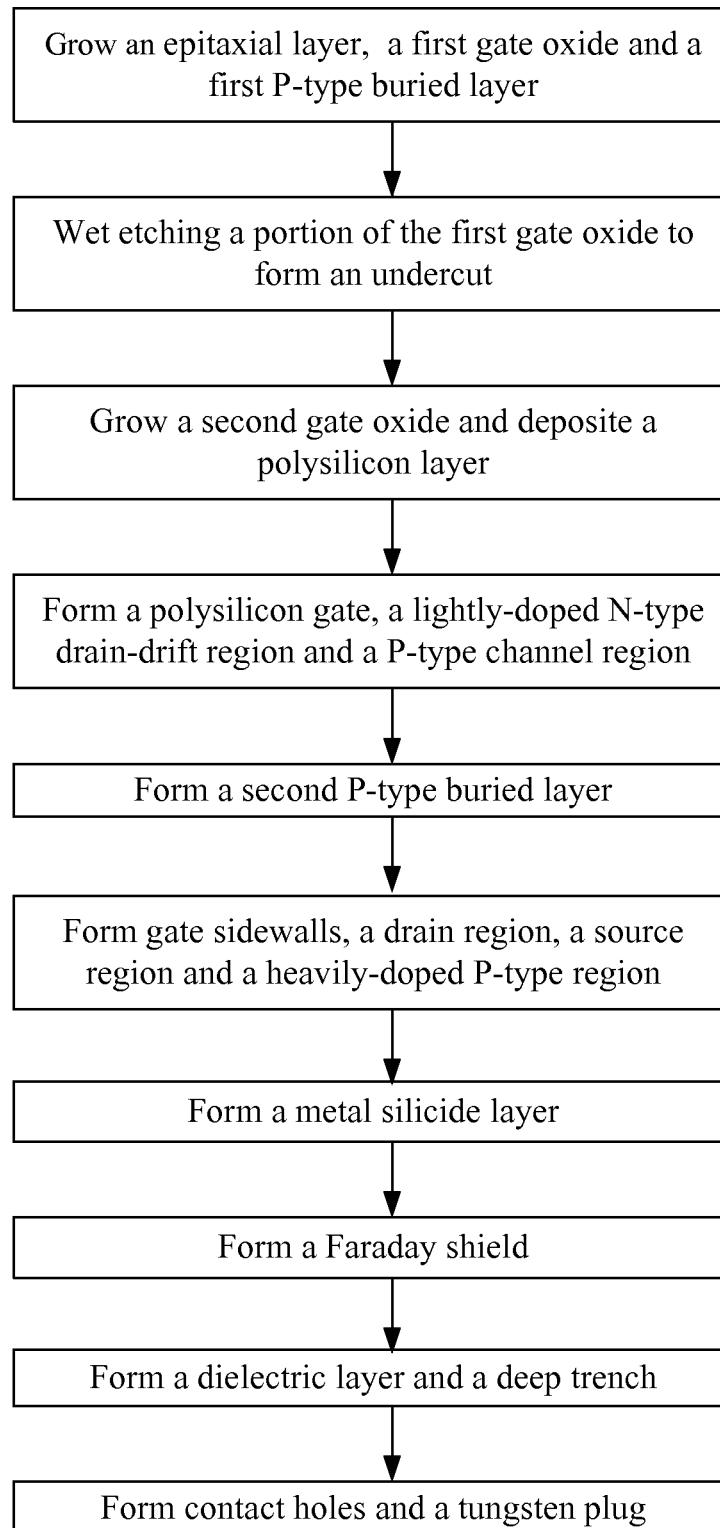 Grow an epitaxial layer, a first gate oxide and a
first P-type buried layer
Wet etching a portion of the first gate oxide to
form an undercut
Grow a second gate oxide and deposite a
polysilicon layer
Form a polysilicon gate, a lightly-doped N-type
drain-drift region and a P-type channel region
Form a second P-type buried layer
Form gate sidewalls, a drain region, a source
region and a heavily-doped P-type region
Form a metal silicide layer
Form a Faraday shield
Form a dielectric layer and a deep trench
Form contact holes and a tungsten plug